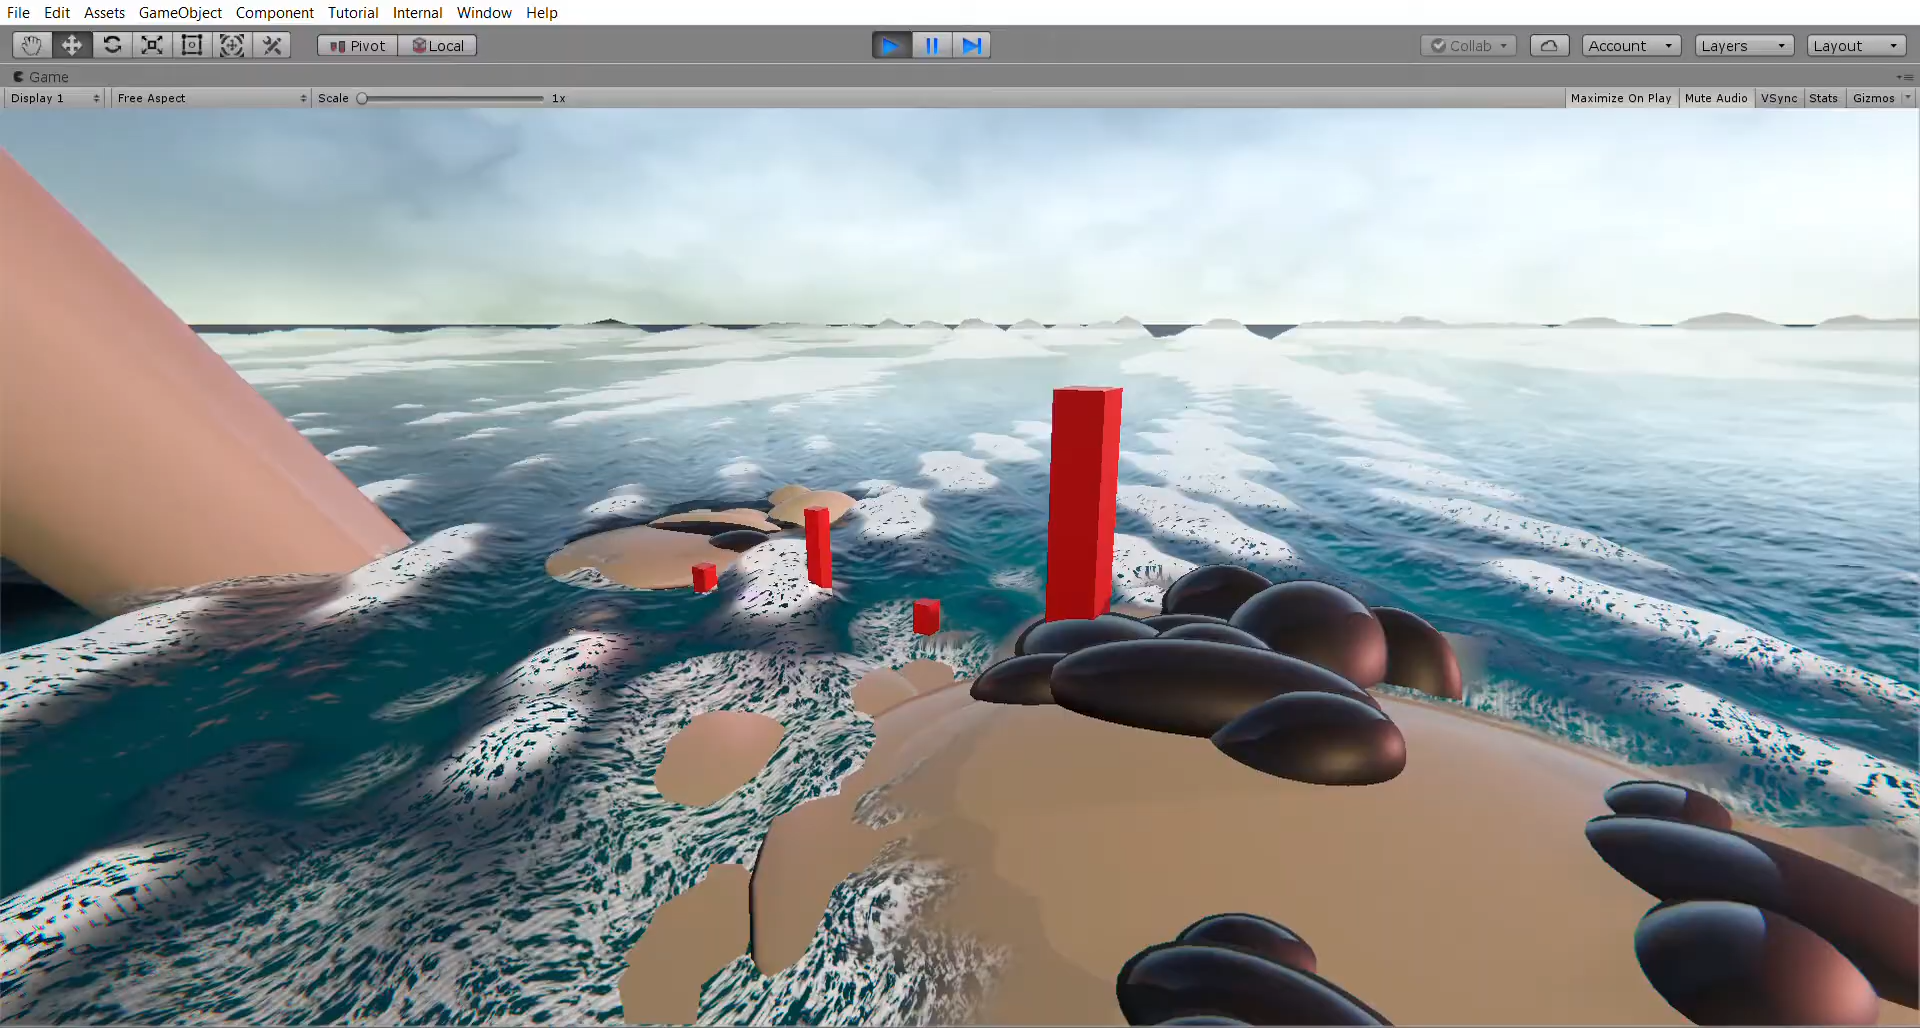 File Edit Assets GameObject Component Tutorial Internal Window Help
Pivot Local Collab Account Layers Layout
Game
Display 1 Free Aspect Scale 1x Maximize On Play Mute Audio VSync Stats Gizmos